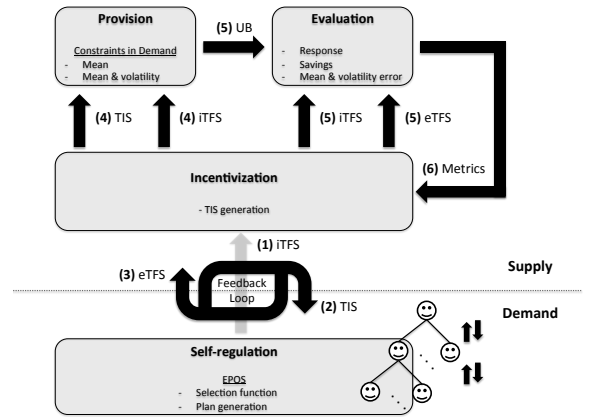 Provision
Constraints in Demand
- Mean
- Mean & volatility
(5) UB
Evaluation
- Response
- Savings
- Mean & volatility error
(4) TIS
(4) iTFS
(5) iTFS
(5) eTFS
(6) Metrics
Incentivization
- TIS generation
(1) iTFS
(3) eTFS
Feedback
Loop
(2) TIS
Supply
Demand
Self-regulation
EPOS
- Selection function
- Plan generation